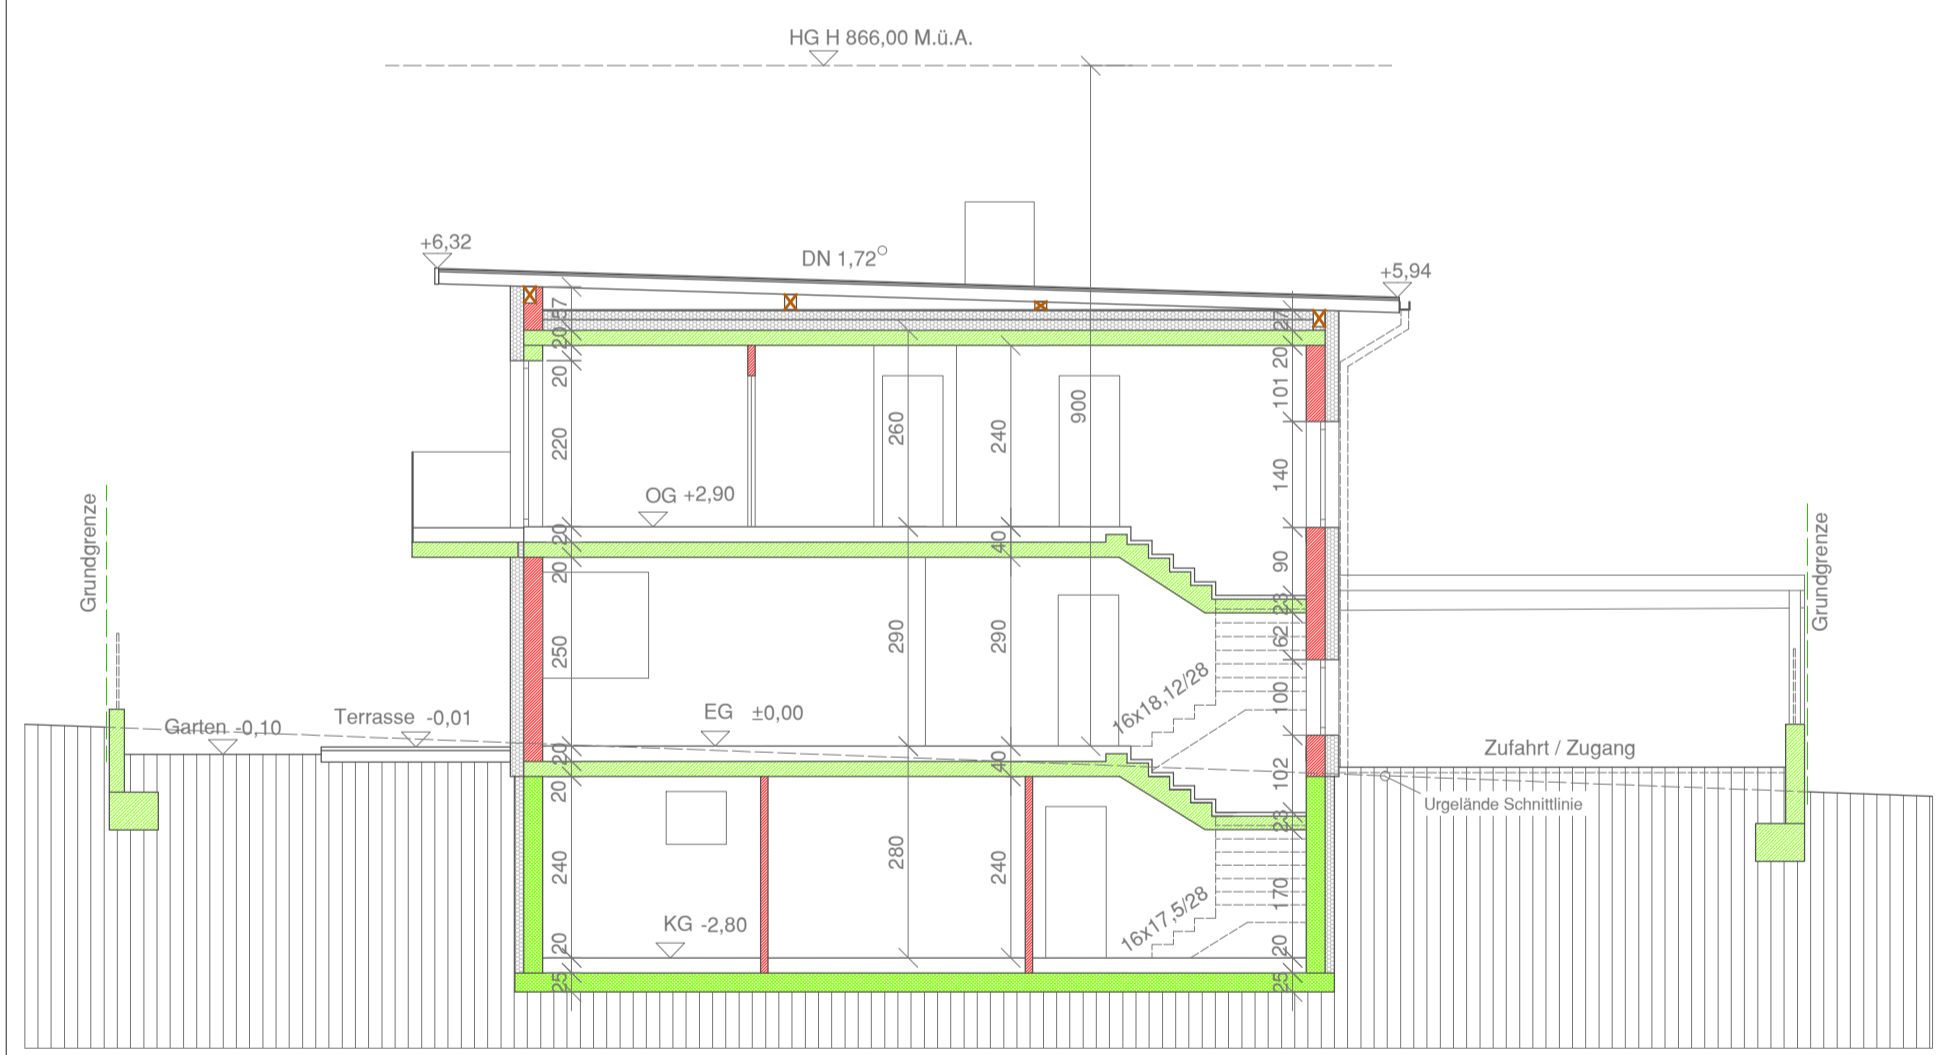 HG H 866,00 M.ü.A.
+6,32
DN 1,72°
+5,94
57
20
20
220
20
20
250
20
20
240
20
25
260
290
280
240
40
290
40
240
900
27
20
101
140
90
23
62
100
102
23
170
20
25
OG +2,90
Grundgrenze
Grundgrenze
Garten -0,10
Terrasse -0,01
EG ±0,00
16x18,12/28
Zufahrt / Zugang
Urgelände Schnittlinie
KG -2,80
16x17,5/28